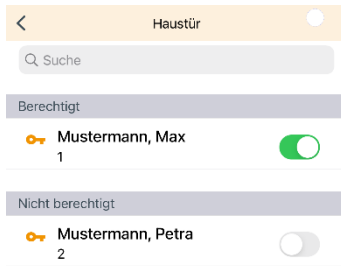 Haustür
Suche
Berechtigt
Mustermann, Max
1
Nicht berechtigt
Mustermann, Petra
2